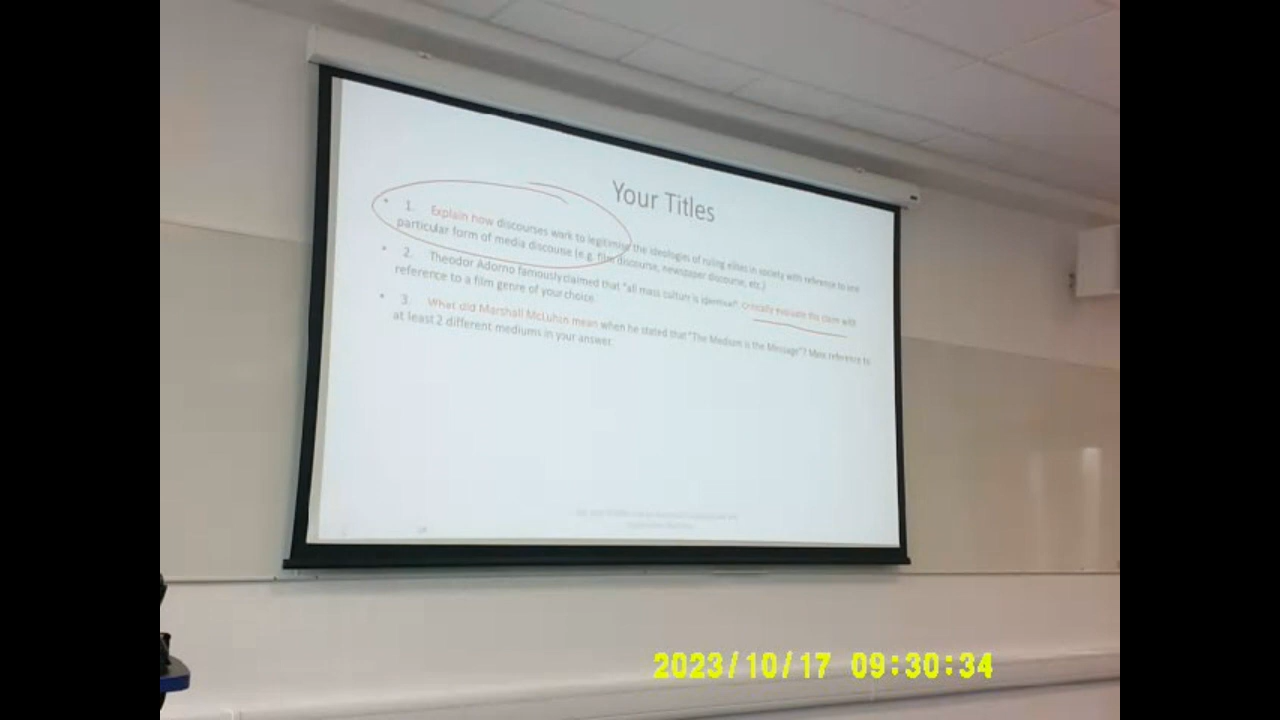 Your Titles
• 1. Explain how discourses work to legitimise the ideologies of ruling elites in society with reference to one
particular form of media discourse (e.g. film discourse, newspaper discourse, etc.)
• 2. Theodor Adorno famously claimed that "all mass culture is identical". Critically evaluate this claim with
reference to a film genre of your choice.
• 3. What did Marshall McLuhan mean when he stated that "The Medium is the Message"? Make reference to
at least 2 different mediums in your answer.
2023/10/17 09:30:34